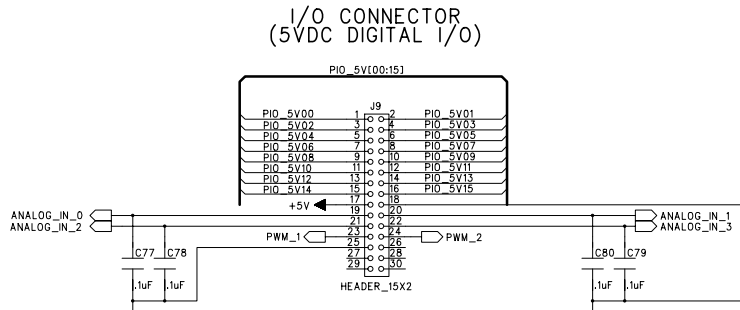 I/O CONNECTOR
(5VDC DIGITAL I/O)
PIO_5V[00:15]
J9
PIO_5V00 1 2 PIO_5V01
PIO_5V02 3 4 PIO_5V03
PIO_5V04 5 6 PIO_5V05
PIO_5V06 7 8 PIO_5V07
PIO_5V08 9 10 PIO_5V09
PIO_5V10 11 12 PIO_5V11
PIO_5V12 13 14 PIO_5V13
PIO_5V14 15 16 PIO_5V15
+5V 17 18
ANALOG_IN_0 19 20 ANALOG_IN_1
ANALOG_IN_2 21 22 ANALOG_IN_3
PWM_1 23 24 PWM_2
25 26
C77 C78 27 28 C80 C79
29 30
.1uF .1uF HEADER_15X2 .1uF .1uF